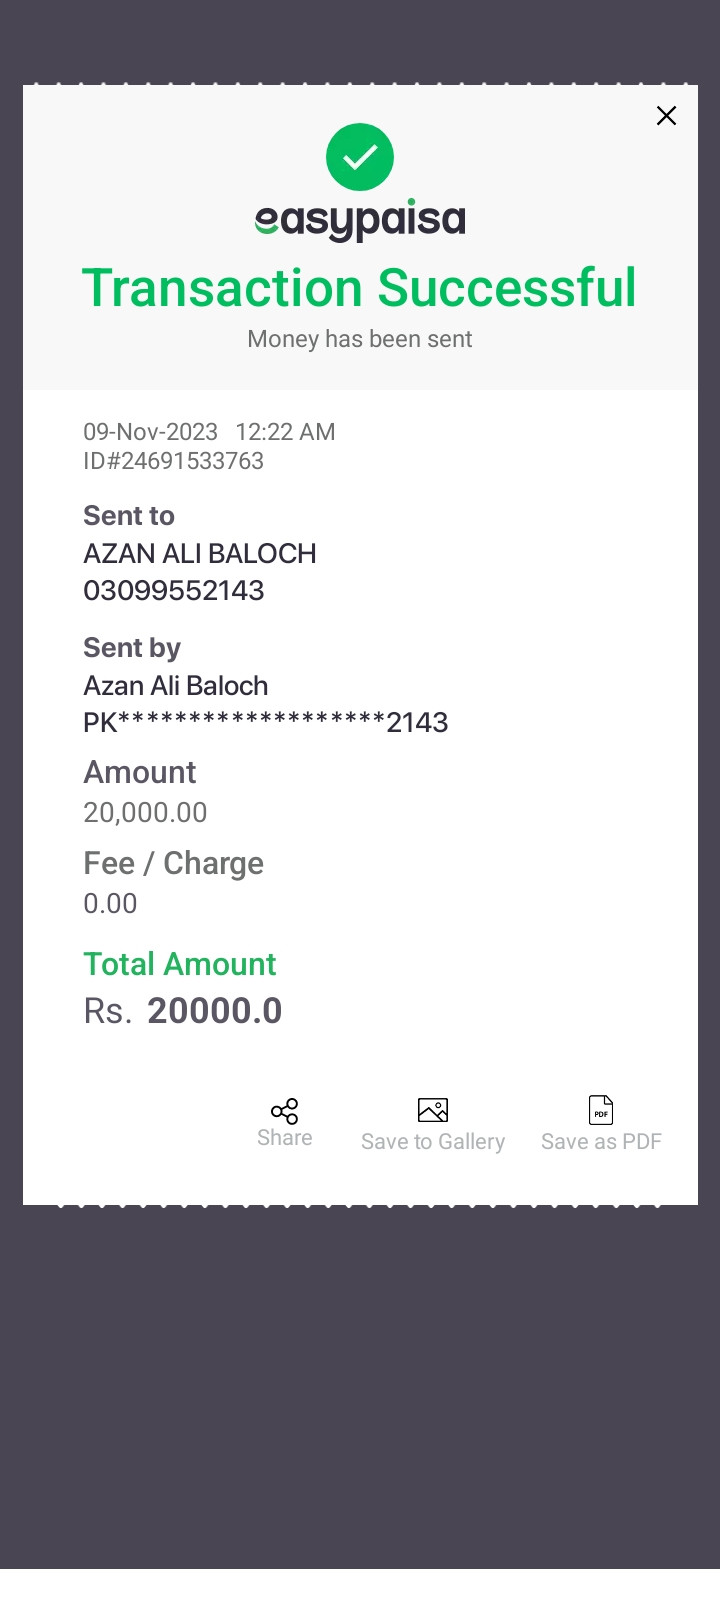 easypaisa
Transaction Successful
Money has been sent
09-Nov-2023 12:22 AM
ID#24691533763
Sent to
AZAN ALI BALOCH
03099552143
Sent by
Azan Ali Baloch
PK*******************2143
Amount
20,000.00
Fee / Charge
0.00
Total Amount
Rs. 20000.0
Share
Save to Gallery
PDF
Save as PDF